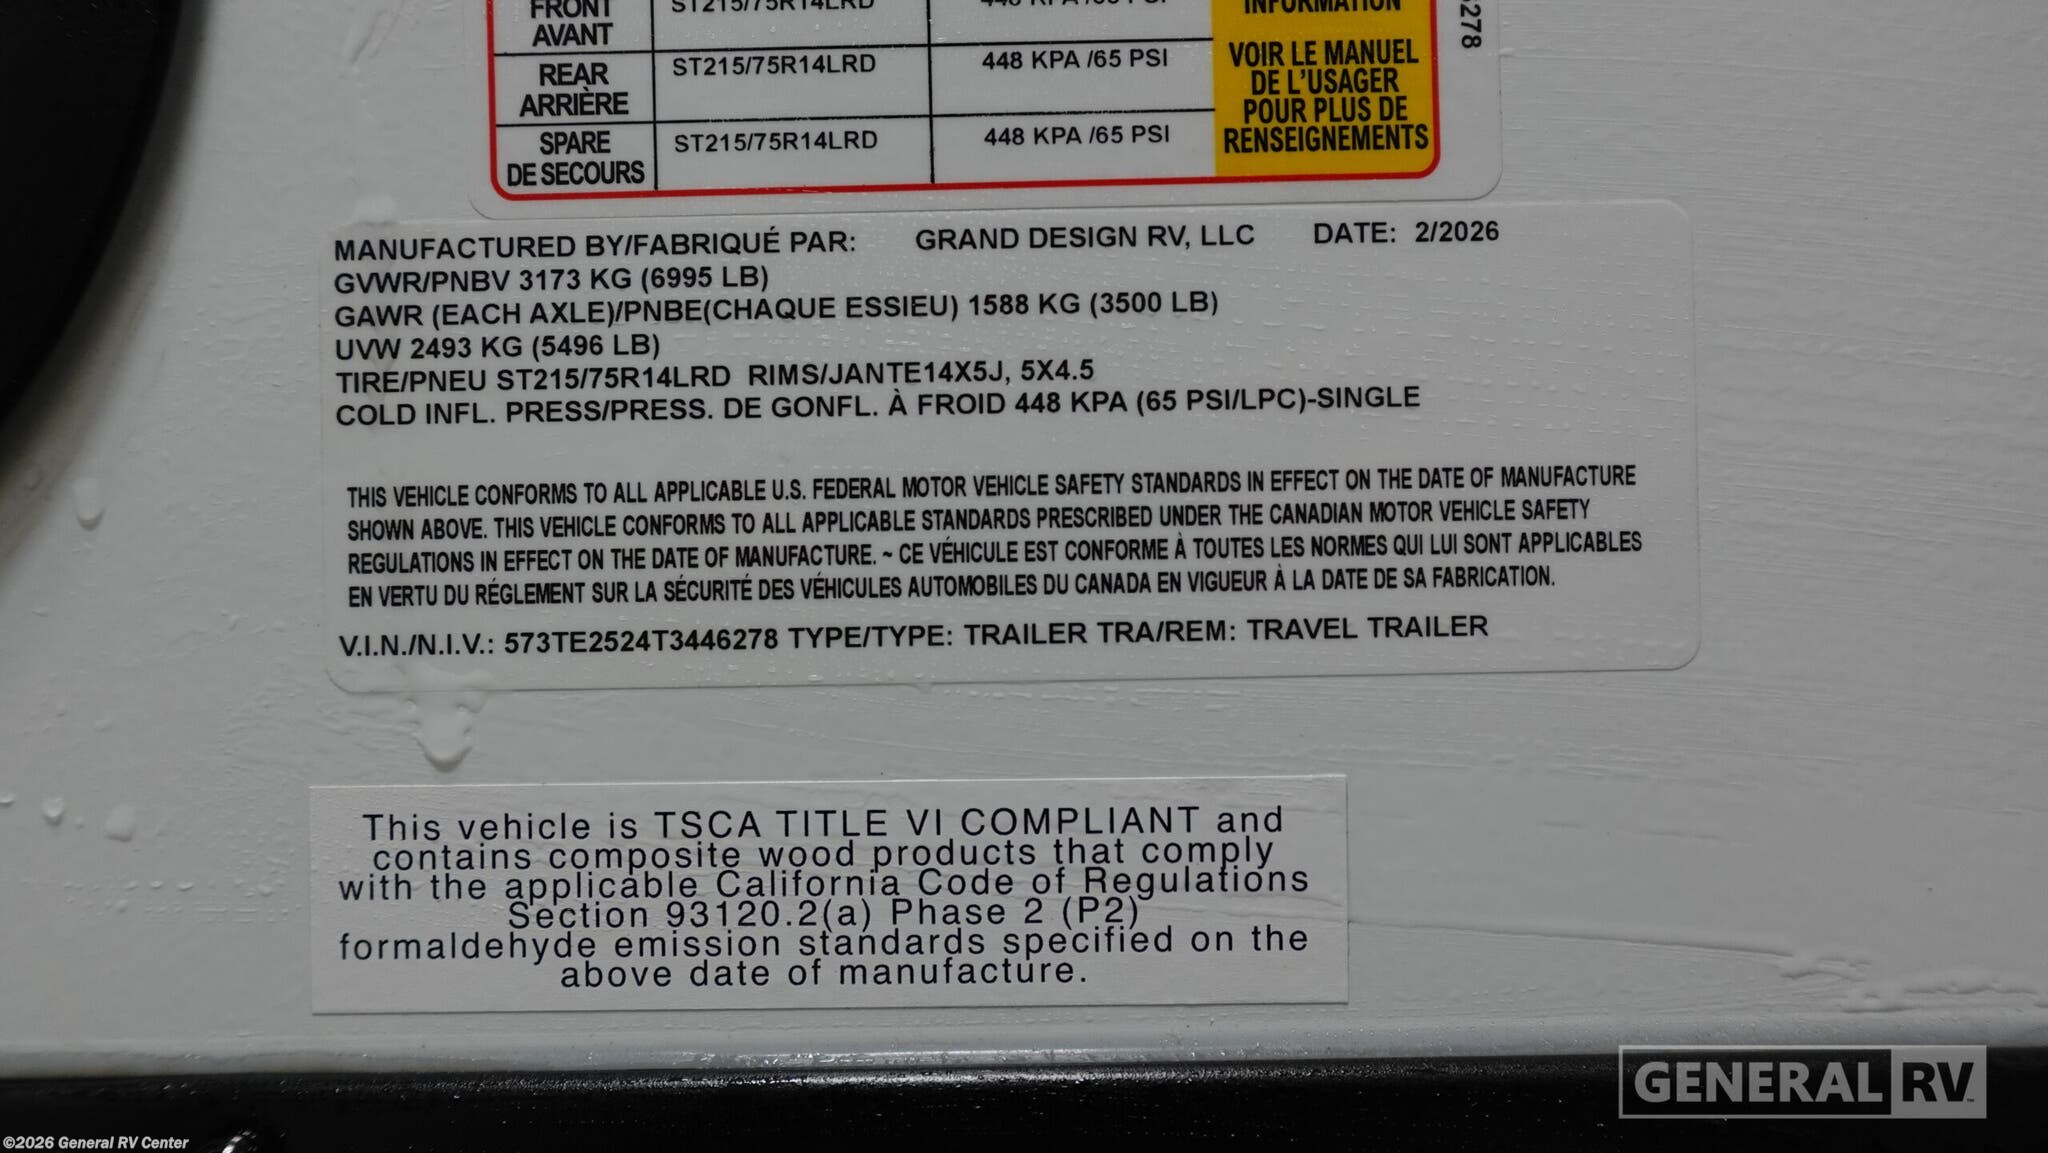 FRONT ST215/75R14LRD 448 KPA /65 PSI INFORMATION
AVANT
REAR ST215/75R14LRD 448 KPA /65 PSI VOIR LE MANUEL
ARRIÈRE DE L'USAGER
SPARE ST215/75R14LRD 448 KPA /65 PSI POUR PLUS DE
DE SECOURS RENSEIGNEMENTS
6278
MANUFACTURED BY/FABRIQUÉ PAR: GRAND DESIGN RV, LLC DATE: 2/2026
GVWR/PNBV 3173 KG (6995 LB)
GAWR (EACH AXLE)/PNBE(CHAQUE ESSIEU) 1588 KG (3500 LB)
UVW 2493 KG (5496 LB)
TIRE/PNEU ST215/75R14LRD RIMS/JANTE14X5J, 5X4.5
COLD INFL. PRESS/PRESS. DE GONFL. À FROID 448 KPA (65 PSI/LPC)-SINGLE
THIS VEHICLE CONFORMS TO ALL APPLICABLE U.S. FEDERAL MOTOR VEHICLE SAFETY STANDARDS IN EFFECT ON THE DATE OF MANUFACTURE
SHOWN ABOVE. THIS VEHICLE CONFORMS TO ALL APPLICABLE STANDARDS PRESCRIBED UNDER THE CANADIAN MOTOR VEHICLE SAFETY
REGULATIONS IN EFFECT ON THE DATE OF MANUFACTURE. ~ CE VÉHICULE EST CONFORME À TOUTES LES NORMES QUI LUI SONT APPLICABLES
EN VERTU DU RÉGLEMENT SUR LA SÉCURITÉ DES VÉHICULES AUTOMOBILES DU CANADA EN VIGUEUR À LA DATE DE SA FABRICATION.
V.I.N./N.I.V.: 573TE2524T3446278 TYPE/TYPE: TRAILER TRA/REM: TRAVEL TRAILER
This vehicle is TSCA TITLE VI COMPLIANT and
contains composite wood products that comply
with the applicable California Code of Regulations
Section 93120.2(a) Phase 2 (P2)
formaldehyde emission standards specified on the
above date of manufacture.
GENERAL RV
©2026 General RV Center